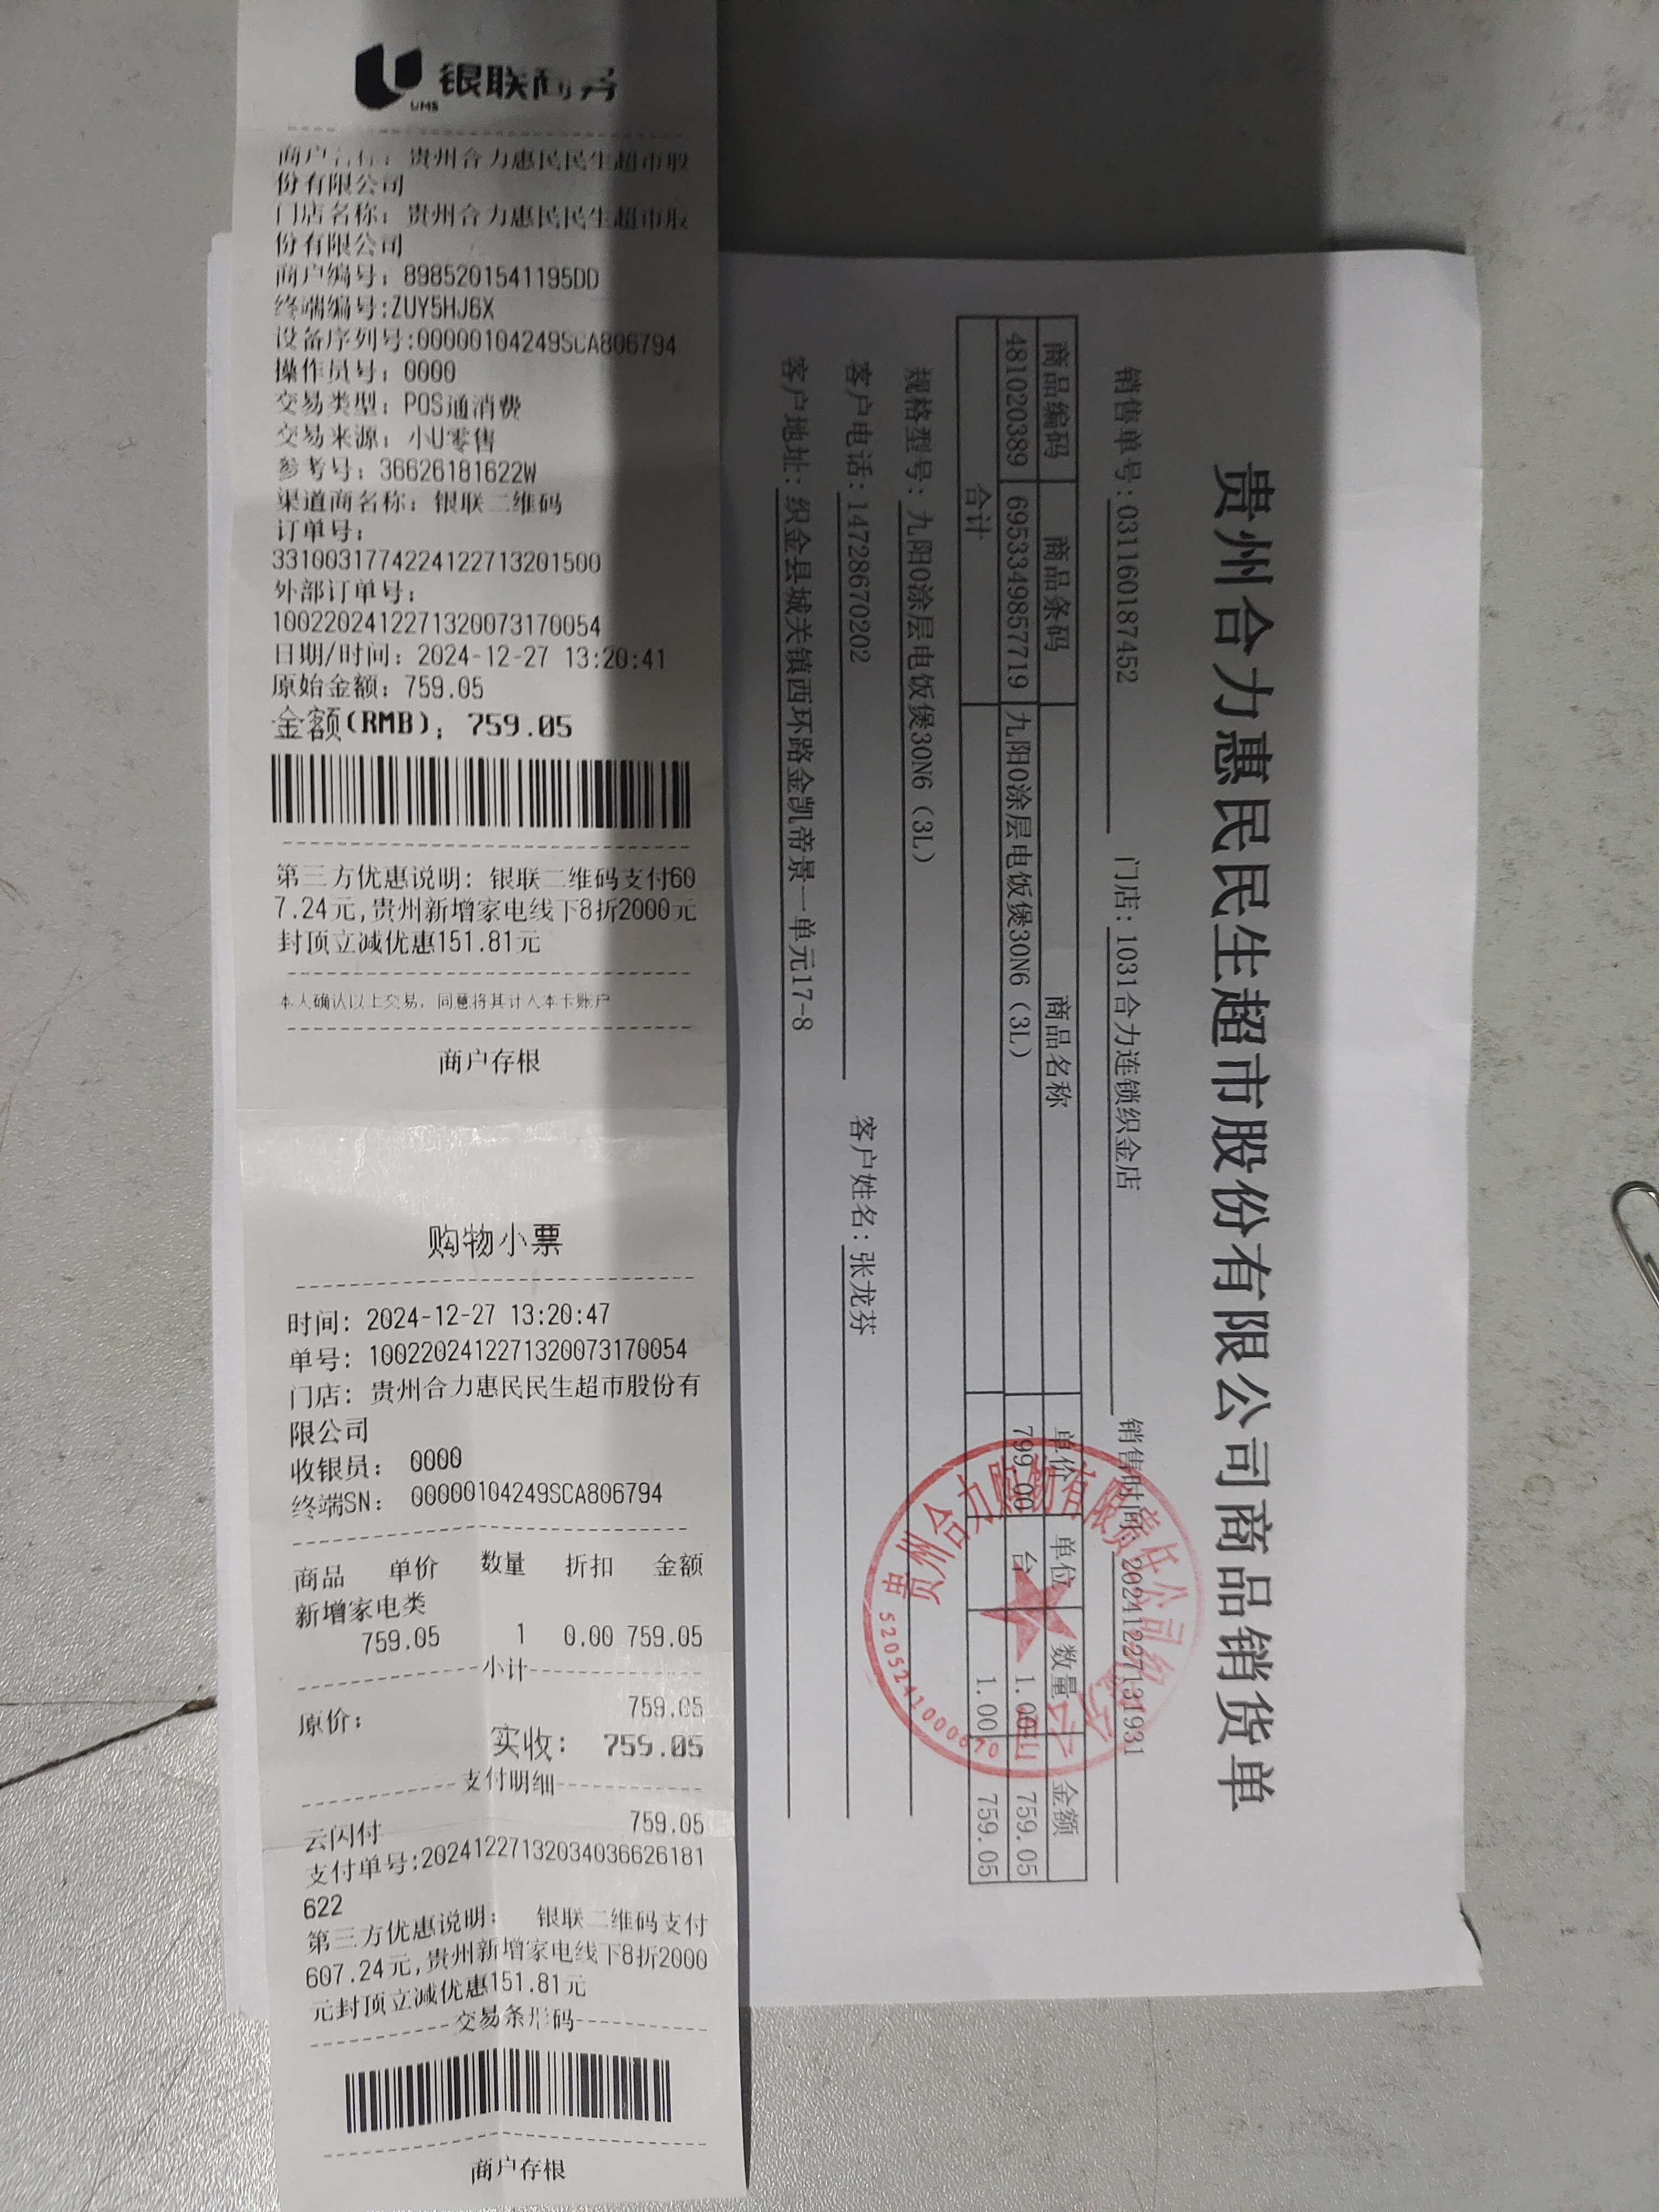 银联商务
UMS
商户名称：贵州合力惠民民生超市股
份有限公司
门店名称：贵州合力惠民民生超市股
份有限公司
商户编号：8985201541195DD
终端编号:ZUY5HJ6X
设备序列号:00000104249SCA806794
操作员号：0000
交易类型：POS通消费
交易来源：小U零售
参考号：36626181622W
渠道商名称：银联二维码
订单号：
33100317742241227132015​00
外部订单号：
10022024122713200731​70054
日期/时间：2024-12-27 13:20:41
原始金额：759.05
金额(RMB)：759.05
第三方优惠说明：银联二维码支付60
7.24元,贵州新增家电线下8折2000元
封顶立减优惠151.81元
本人确认以上交易，同意将其计入本卡账户
商户存根
购物小票
时间：2024-12-27 13:20:47
单号：1002202412271320073170054
门店：贵州合力惠民民生超市股份有
限公司
收银员：0000
终端SN：00000104249SCA806794
商品 单价 数量 折扣 金额
新增家电类
759.05 1 0.00 759.05
小计
原价： 759.05
实收：759.05
支付明细
云闪付 759.05
支付单号:20241227132034036626181
622
第三方优惠说明：银联二维码支付
607.24元,贵州新增家电线下8折2000
元封顶立减优惠151.81元
交易条形码
商户存根
贵州合力惠民民生超市股份有限公司商品销货单
销售单号:031160187452 门店:1031合力连锁织金店 销售时间:20241227131931
商品编码 商品条码 商品名称 单价 单位 数量 金额
481020389 6953349857719 九阳0涂层电饭煲30N6（3L） 799.00 台 1.00 759.05
合计 1.00 759.05
规格型号:九阳0涂层电饭煲30N6（3L）
客户电话:14728670202 客户姓名:张龙芬
客户地址:织金县城关镇西环路金凯帝景一单元17-8
贵州合力购物有限责任公司织金分公司
5205241000670